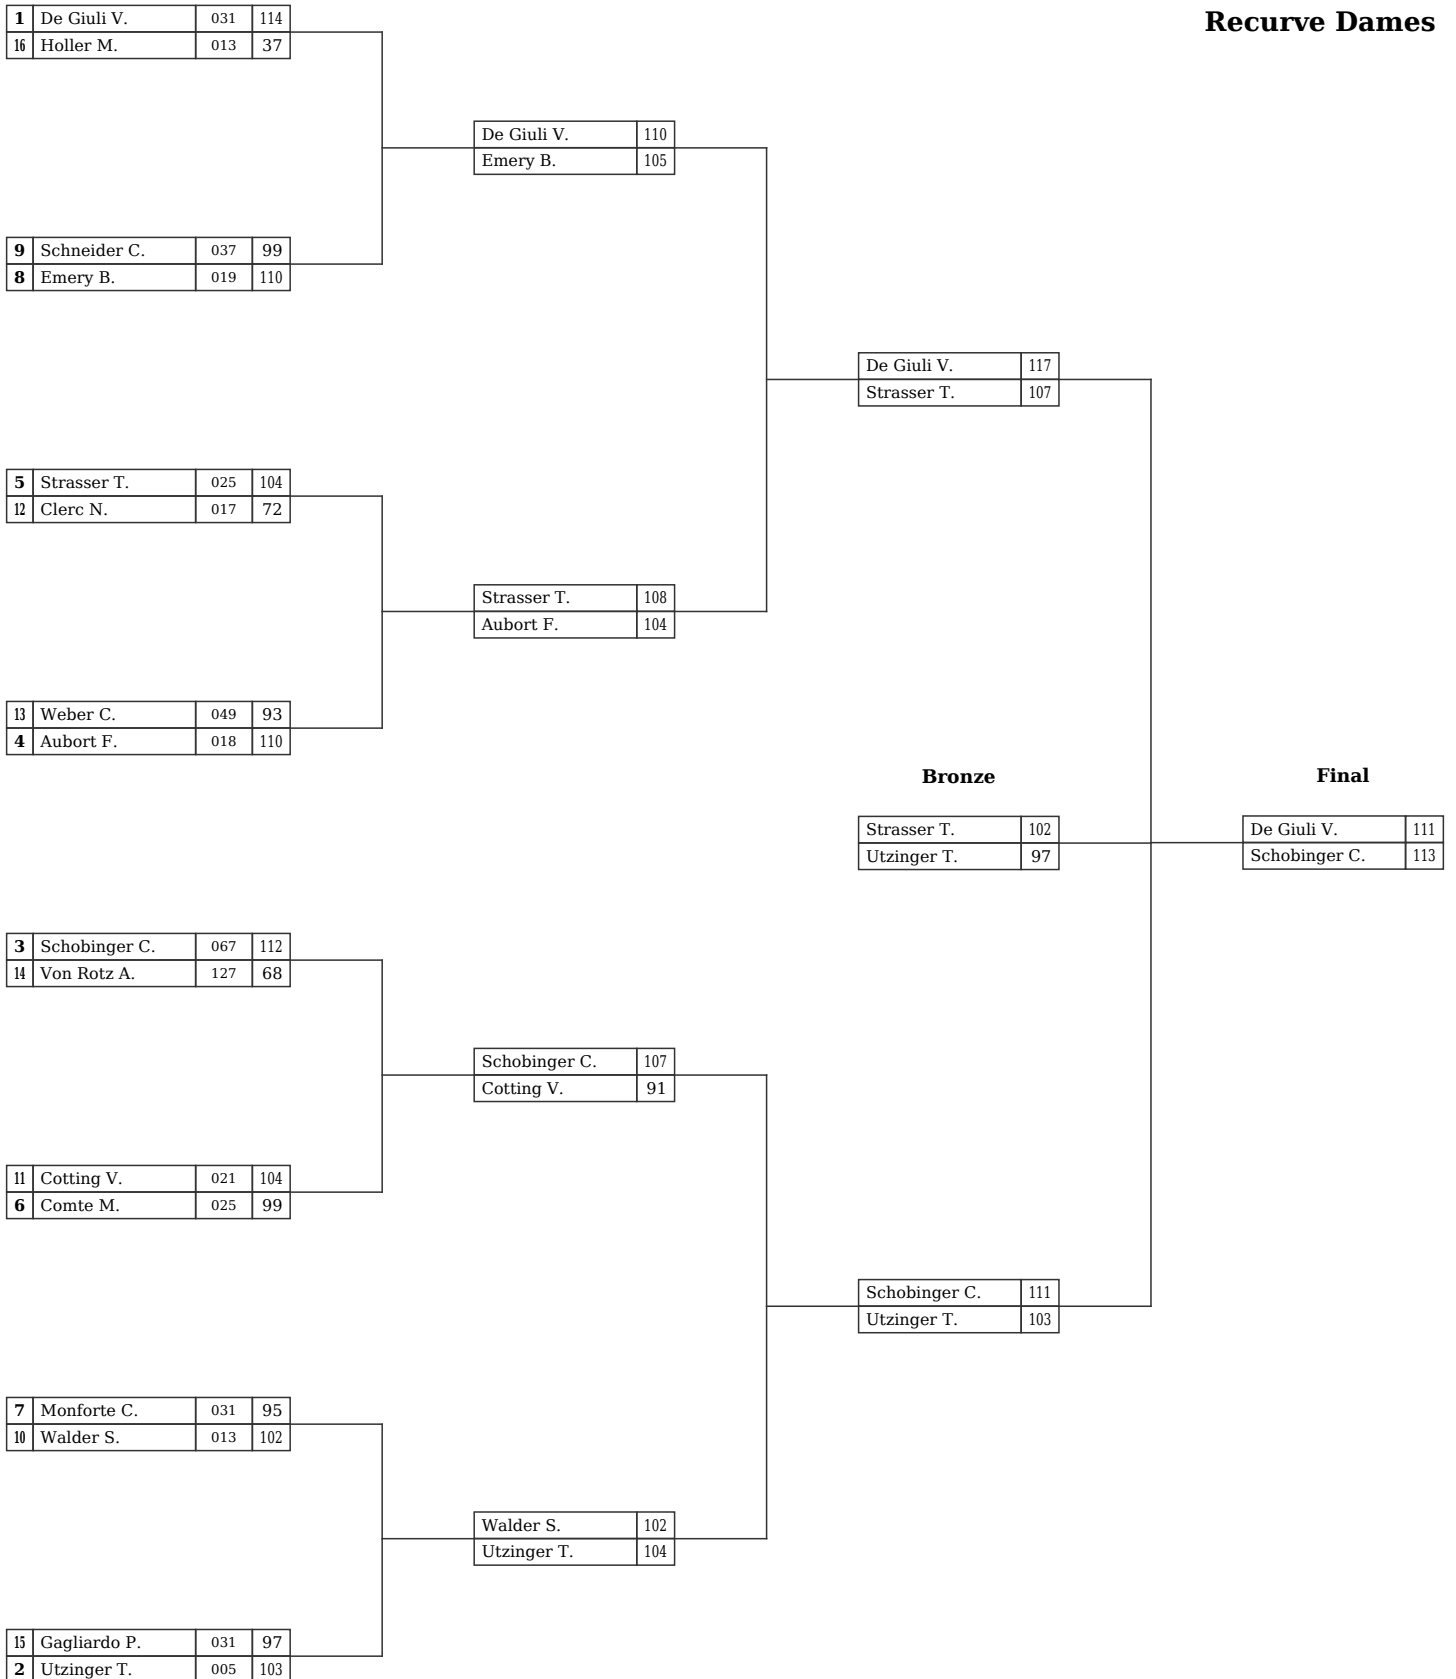 Recurve Dames
1 De Giuli V. 031 114
16 Holler M. 013 37
De Giuli V. 110
Emery B. 105
9 Schneider C. 037 99
8 Emery B. 019 110
De Giuli V. 117
Strasser T. 107
5 Strasser T. 025 104
12 Clerc N. 017 72
Strasser T. 108
Aubort F. 104
13 Weber C. 049 93
4 Aubort F. 018 110
Bronze
Final
Strasser T. 102
Utzinger T. 97
De Giuli V. 111
Schobinger C. 113
3 Schobinger C. 067 112
14 Von Rotz A. 127 68
Schobinger C. 107
Cotting V. 91
11 Cotting V. 021 104
6 Comte M. 025 99
Schobinger C. 111
Utzinger T. 103
7 Monforte C. 031 95
10 Walder S. 013 102
Walder S. 102
Utzinger T. 104
15 Gagliardo P. 031 97
2 Utzinger T. 005 103